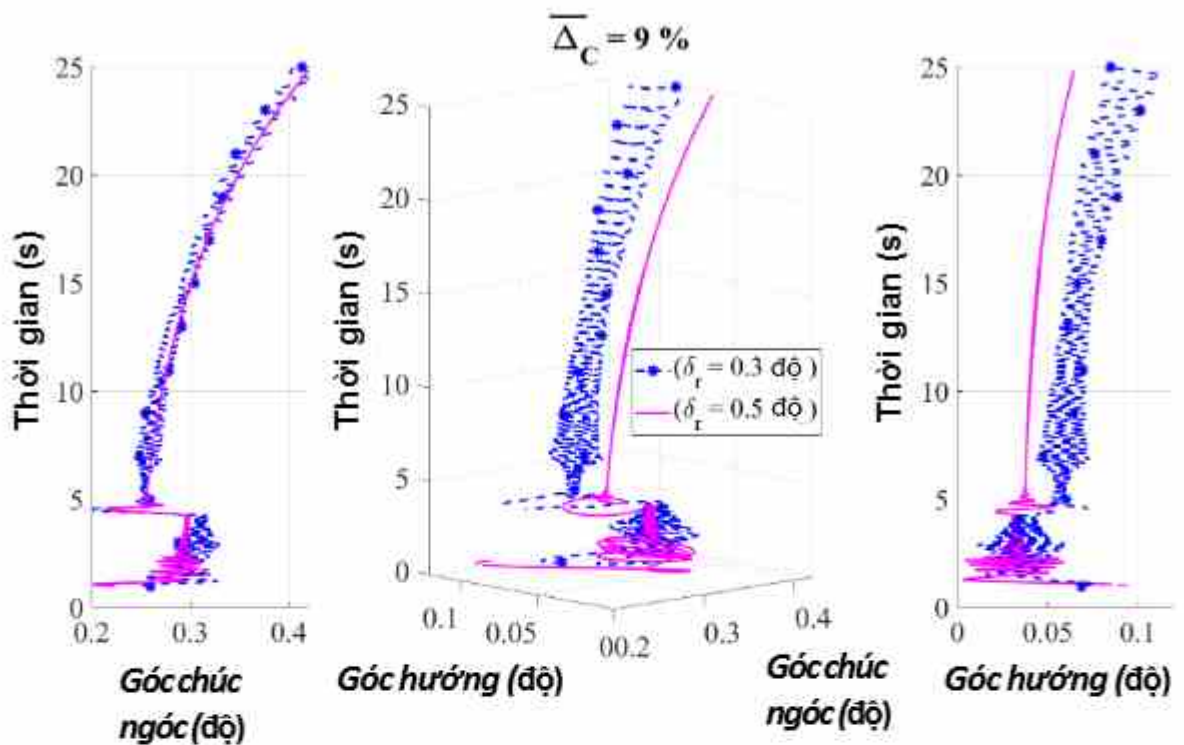 Δ̅_C = 9 %
25
20
15
10
5
0
0.2 0.3 0.4
Thời gian (s)
Góc chúc
ngóc (độ)
25
20
15
10
5
0
0.1 0.05 00.2 0.3 0.4
Thời gian (s)
Góc hướng (độ)
Góc chúc
ngóc (độ)
(δ_r = 0.3 độ )
(δ_r = 0.5 độ )
25
20
15
10
5
0
0 0.05 0.1
Thời gian (s)
Góc hướng (độ)